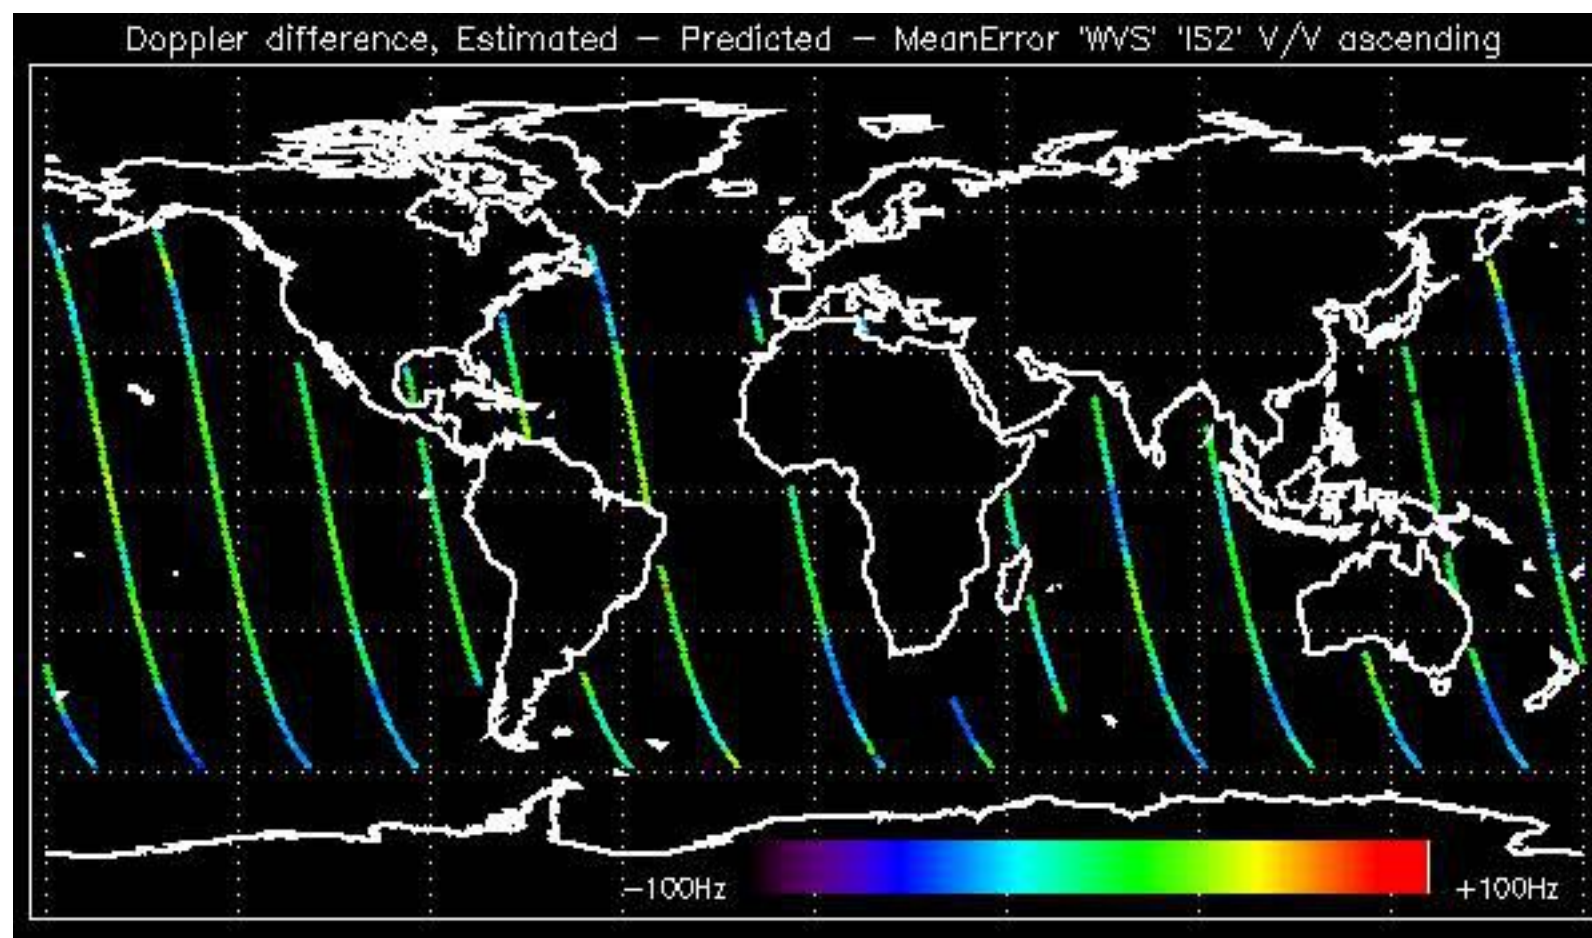 Doppler difference, Estimated – Predicted – MeanError 'WVS' 'IS2' V/V ascending
–100Hz +100Hz